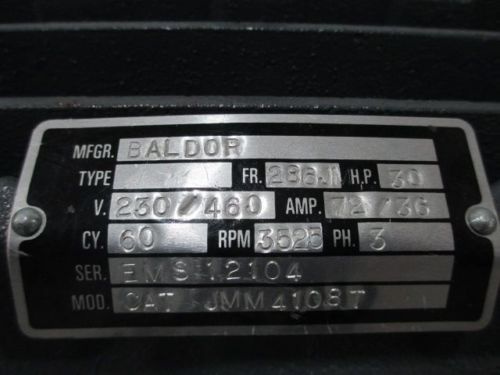 MFGR. BALDOR
TYPE FR. 286JM H.P. 30
V. 230/460 AMP. 72/36
CY. 60 RPM 3525 PH. 3
SER. EMS-12104
MOD. CAT JMM4108T